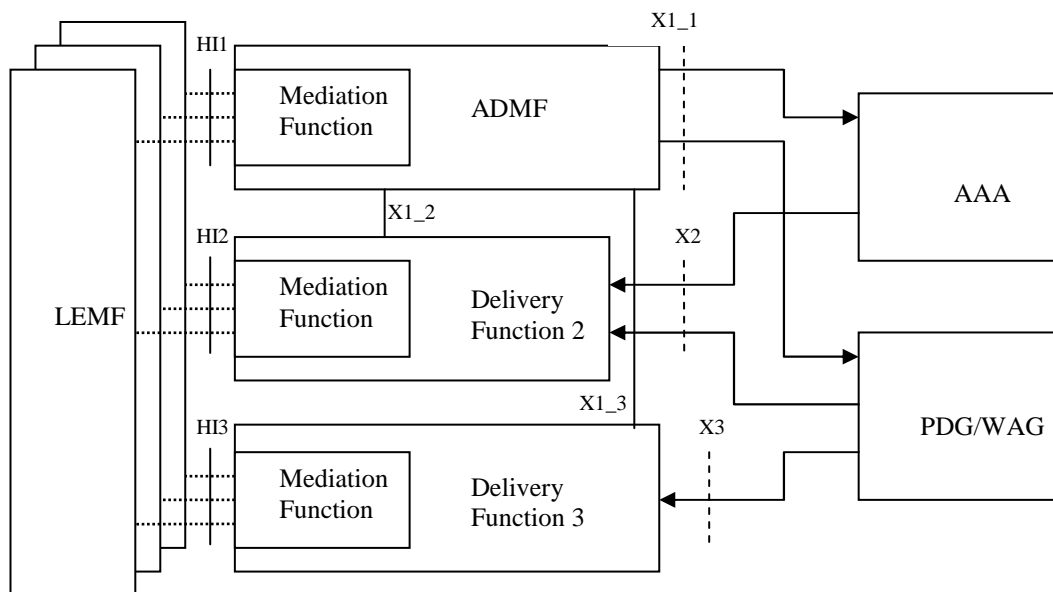 X1_1
HI1
Mediation
Function
ADMF
AAA
X1_2
HI2
X2
Mediation
Function
Delivery
Function 2
LEMF
X1_3
HI3
X3
PDG/WAG
Mediation
Function
Delivery
Function 3